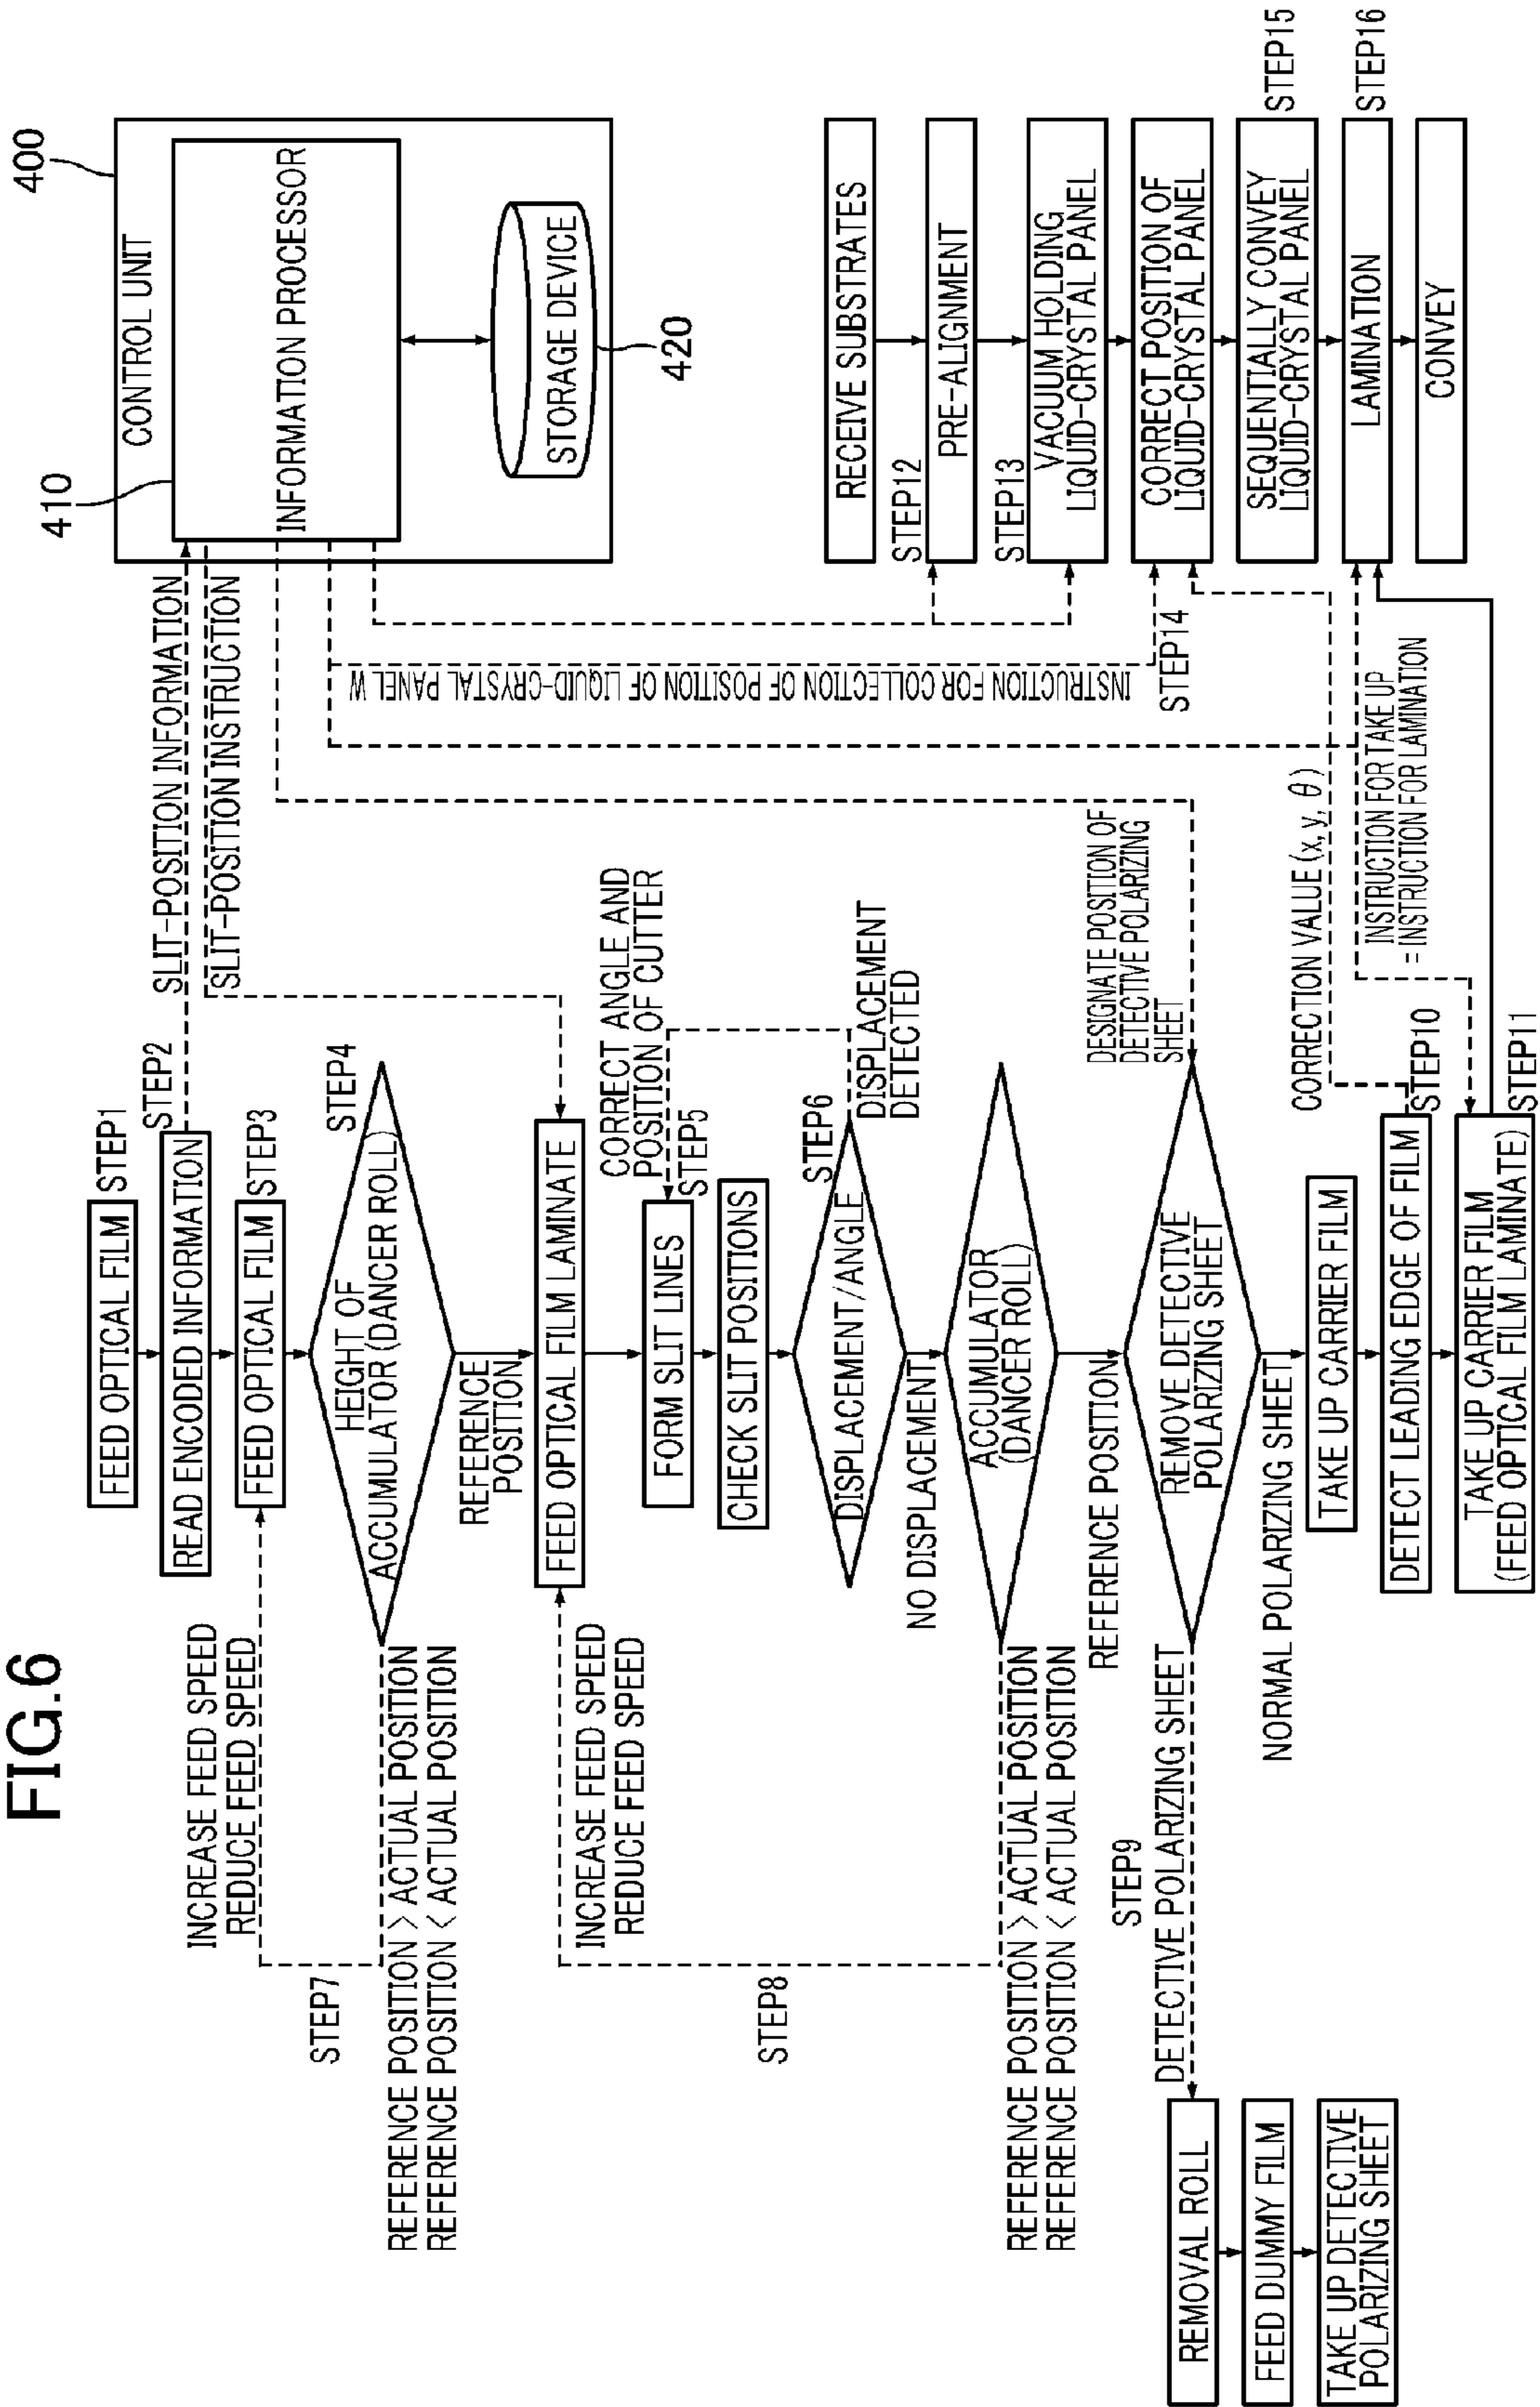 FIG.6
FEED OPTICAL FILM
STEP1
READ ENCODED INFORMATION
STEP2
SLIT-POSITION INFORMATION
SLIT-POSITION INSTRUCTION
FEED OPTICAL FILM
STEP3
INCREASE FEED SPEED
REDUCE FEED SPEED
STEP7
HEIGHT OF
ACCUMULATOR (DANCER ROLL)
STEP4
REFERENCE POSITION > ACTUAL POSITION
REFERENCE POSITION < ACTUAL POSITION
REFERENCE
POSITION
FEED OPTICAL FILM LAMINATE
INCREASE FEED SPEED
REDUCE FEED SPEED
STEP8
FORM SLIT LINES
STEP5
CORRECT ANGLE AND
POSITION OF CUTTER
CHECK SLIT POSITIONS
DISPLACEMENT/ANGLE
STEP6
DISPLACEMENT
DETECTED
NO DISPLACEMENT
ACCUMULATOR
(DANCER ROLL)
REFERENCE POSITION > ACTUAL POSITION
REFERENCE POSITION < ACTUAL POSITION
REFERENCE POSITION
REMOVE DETECTIVE
POLARIZING SHEET
DESIGNATE POSITION OF
DETECTIVE POLARIZING
SHEET
STEP9
DETECTIVE POLARIZING SHEET
REMOVAL ROLL
FEED DUMMY FILM
TAKE UP DETECTIVE
POLARIZING SHEET
NORMAL POLARIZING SHEET
TAKE UP CARRIER FILM
DETECT LEADING EDGE OF FILM
STEP10
CORRECTION VALUE(x, y, θ)
TAKE UP CARRIER FILM
(FEED OPTICAL FILM LAMINATE)
STEP11
INSTRUCTION FOR TAKE UP
= INSTRUCTION FOR LAMINATION
400
CONTROL UNIT
410
INFORMATION PROCESSOR
STORAGE DEVICE
420
INSTRUCTION FOR COLLECTION OF POSITION OF LIQUID-CRYSTAL PANEL W
RECEIVE SUBSTRATES
STEP12
PRE-ALIGNMENT
STEP13
VACUUM HOLDING
LIQUID-CRYSTAL PANEL
STEP14
CORRECT POSITION OF
LIQUID-CRYSTAL PANEL
SEQUENTIALLY CONVEY
LIQUID-CRYSTAL PANEL
STEP15
LAMINATION
STEP16
CONVEY